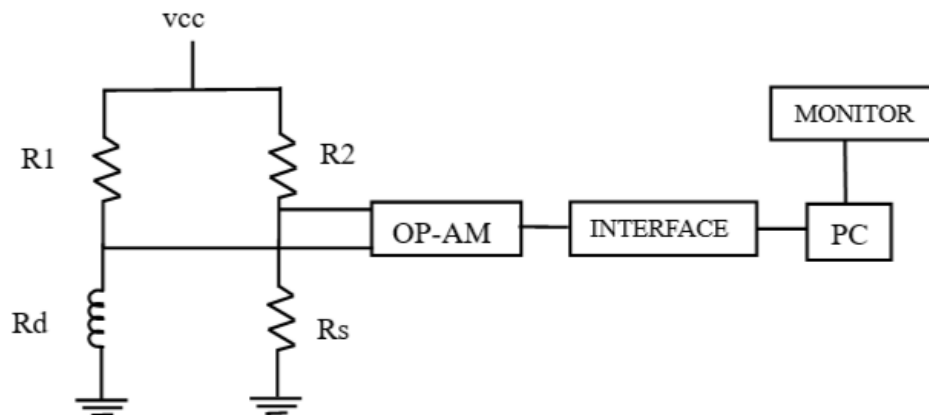 vcc
R1
R2
Rd
Rs
OP-AM
INTERFACE
PC
MONITOR